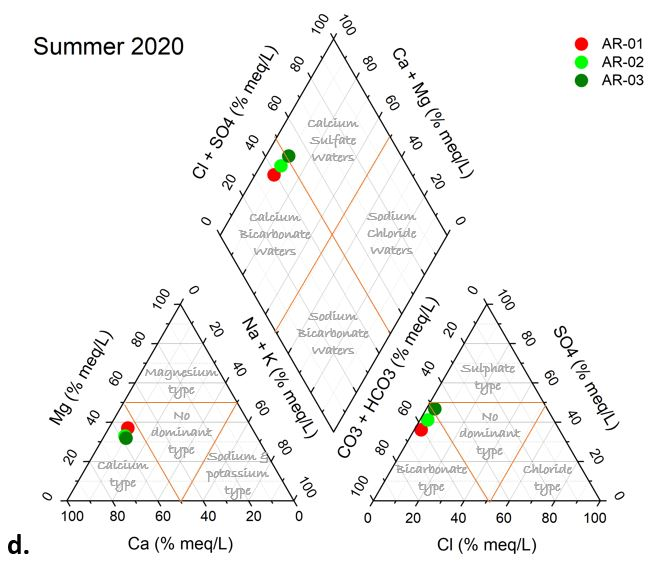 Summer 2020
AR-01
AR-02
AR-03
Cl + SO4 (% meq/L)
Ca + Mg (% meq/L)
100
100
80
80
60
60
40
40
20
20
0
0
Calcium
Sulfate
Waters
Calcium
Bicarbonate
Waters
Sodium
Chloride
Waters
Sodium
Bicarbonate
Waters
Mg (% meq/L)
Na + K (% meq/L)
100
0
80
20
60
40
40
60
20
80
0
100
Magnesium
type
No
dominant
type
Calcium
type
Sodium &
potassium
type
100
80
60
40
20
0
Ca (% meq/L)
CO3 + HCO3 (% meq/L)
SO4 (% meq/L)
0
100
20
80
40
60
60
40
80
20
100
0
Sulphate
type
No
dominant
type
Bicarbonate
type
Chloride
type
0
20
40
60
80
100
Cl (% meq/L)
d.